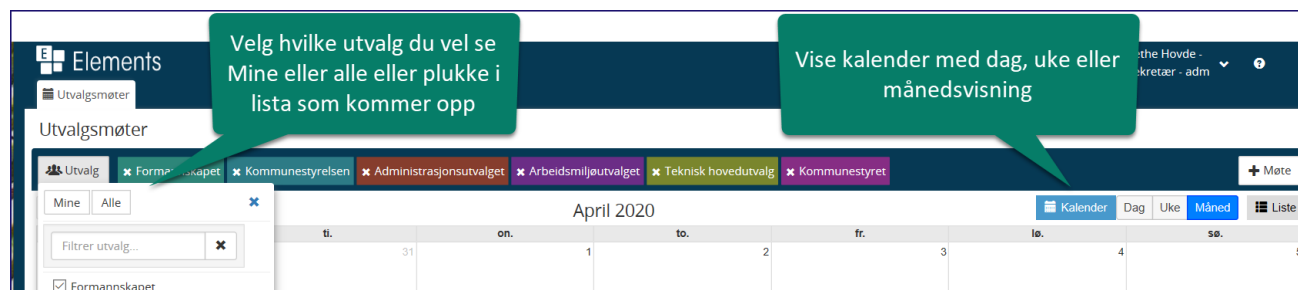 Velg hvilke utvalg du vel se
Mine eller alle eller plukke i
lista som kommer opp
Vise kalender med dag, uke eller
månedsvisning
E
Elements
Hovde -
adm
Utvalgsmøter
Utvalgsmøter
Utvalg
Kommunestyrelsen
Administrasjonsutvalget
Arbeidsmiljøutvalget
Teknisk hovedutvalg
Kommunestyret
Møte
Mine
Alle
April 2020
Kalender
Dag
Uke
Måned
Liste
Filtrer utvalg...
ti.
on.
to.
fr.
lø.
sø.
31
1
2
3
4
Formannskapet